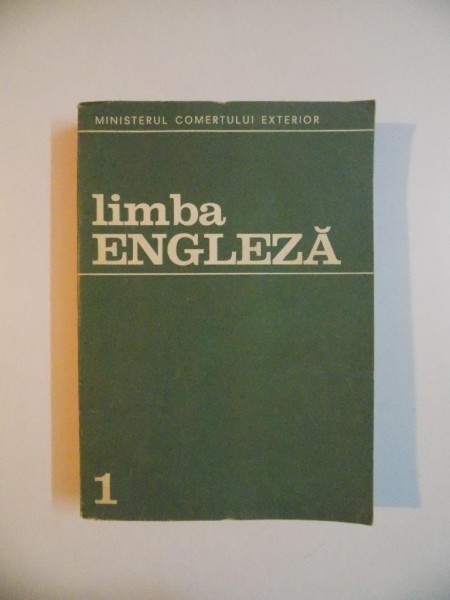 MINISTERUL COMERTULUI EXTERIOR
limba
ENGLEZĂ
1